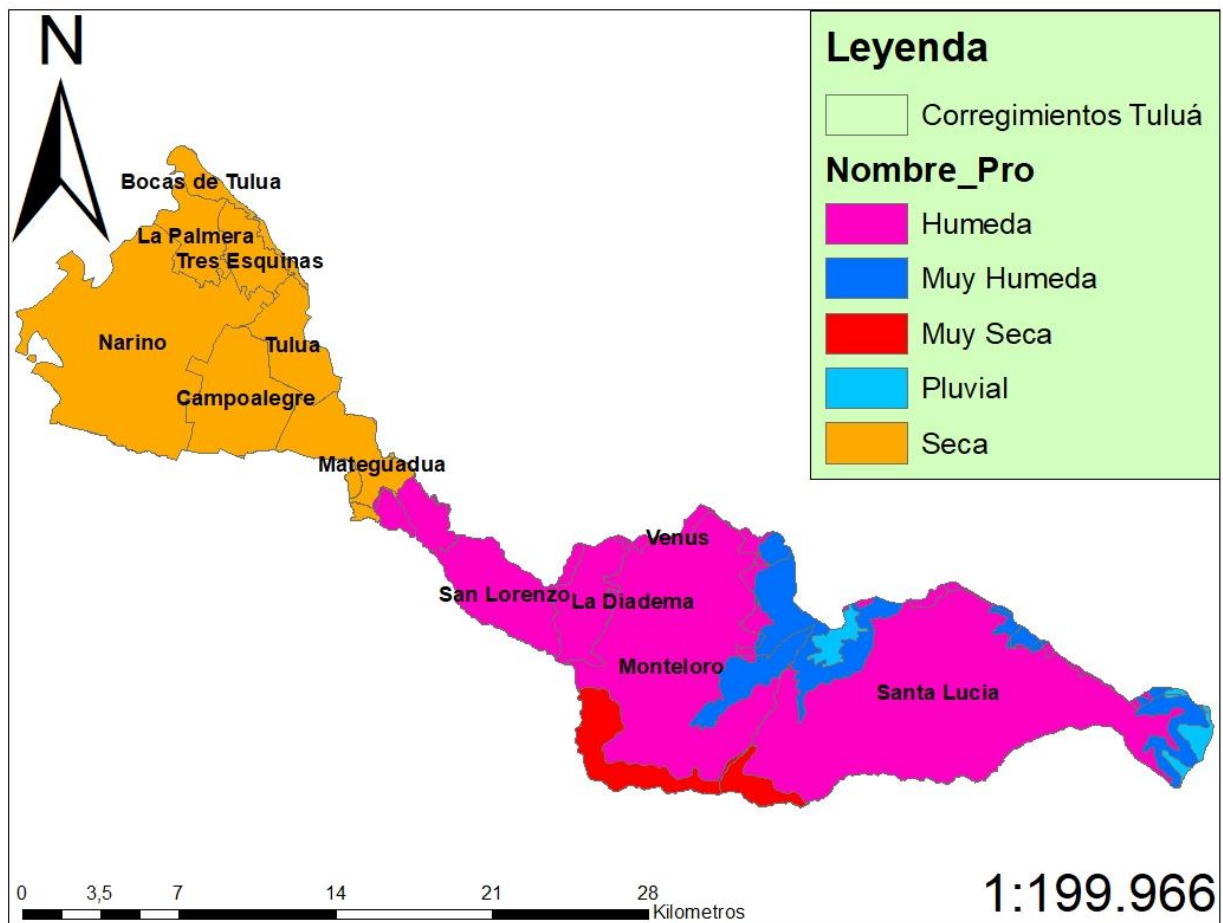 N
Leyenda
Corregimientos Tuluá
Nombre_Pro
Humeda
Muy Humeda
Muy Seca
Pluvial
Seca
Bocas de Tulua
La Palmera
Tres Esquinas
Narino
Tulua
Campoalegre
Mateguadua
Venus
San Lorenzo
La Diadema
Monteloro
Santa Lucia
0 3,5 7 14 21 28
Kilometros
1:199.966